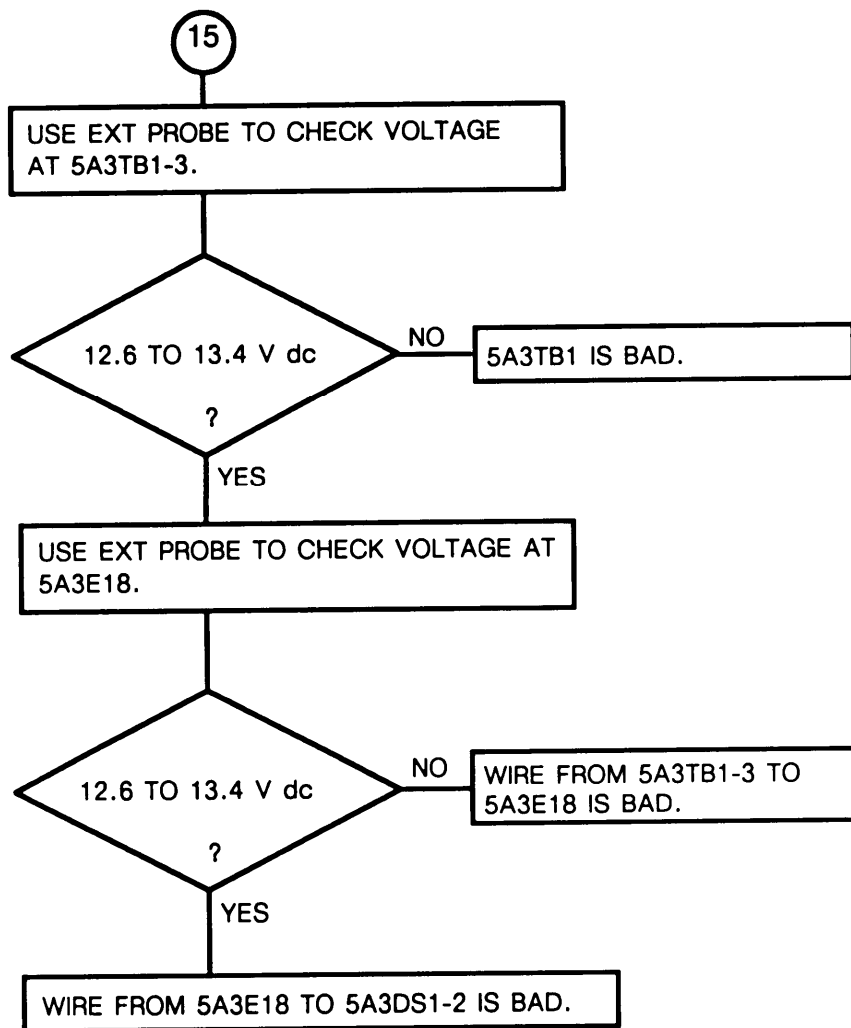 15
USE EXT PROBE TO CHECK VOLTAGE
AT 5A3TB1-3.
12.6 TO 13.4 V dc
?
NO
5A3TB1 IS BAD.
YES
USE EXT PROBE TO CHECK VOLTAGE AT
5A3E18.
12.6 TO 13.4 V dc
?
NO
WIRE FROM 5A3TB1-3 TO
5A3E18 IS BAD.
YES
WIRE FROM 5A3E18 TO 5A3DS1-2 IS BAD.